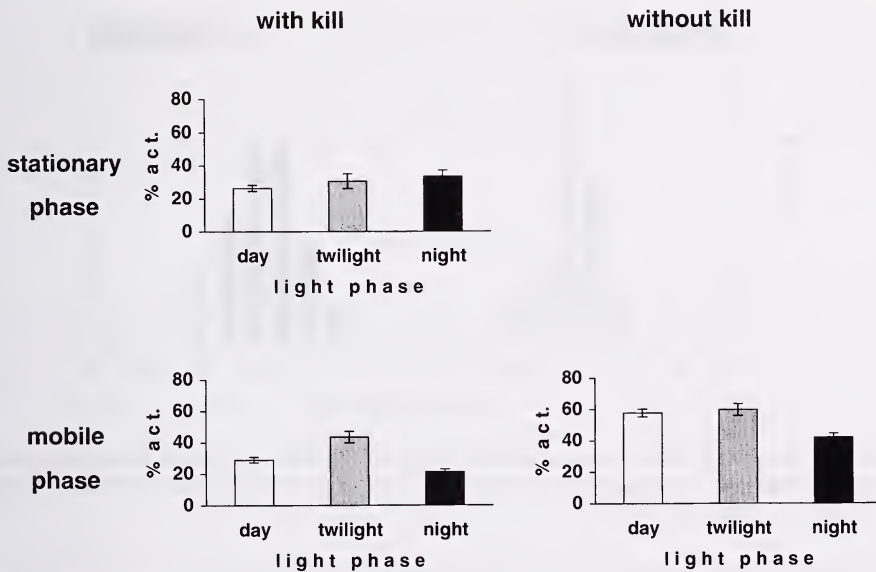 with kill
without kill
stationary
phase
% act.
80
60
40
20
0
day twilight night
light phase
mobile
phase
% act.
80
60
40
20
0
day twilight night
light phase
% act.
80
60
40
20
0
day twilight night
light phase